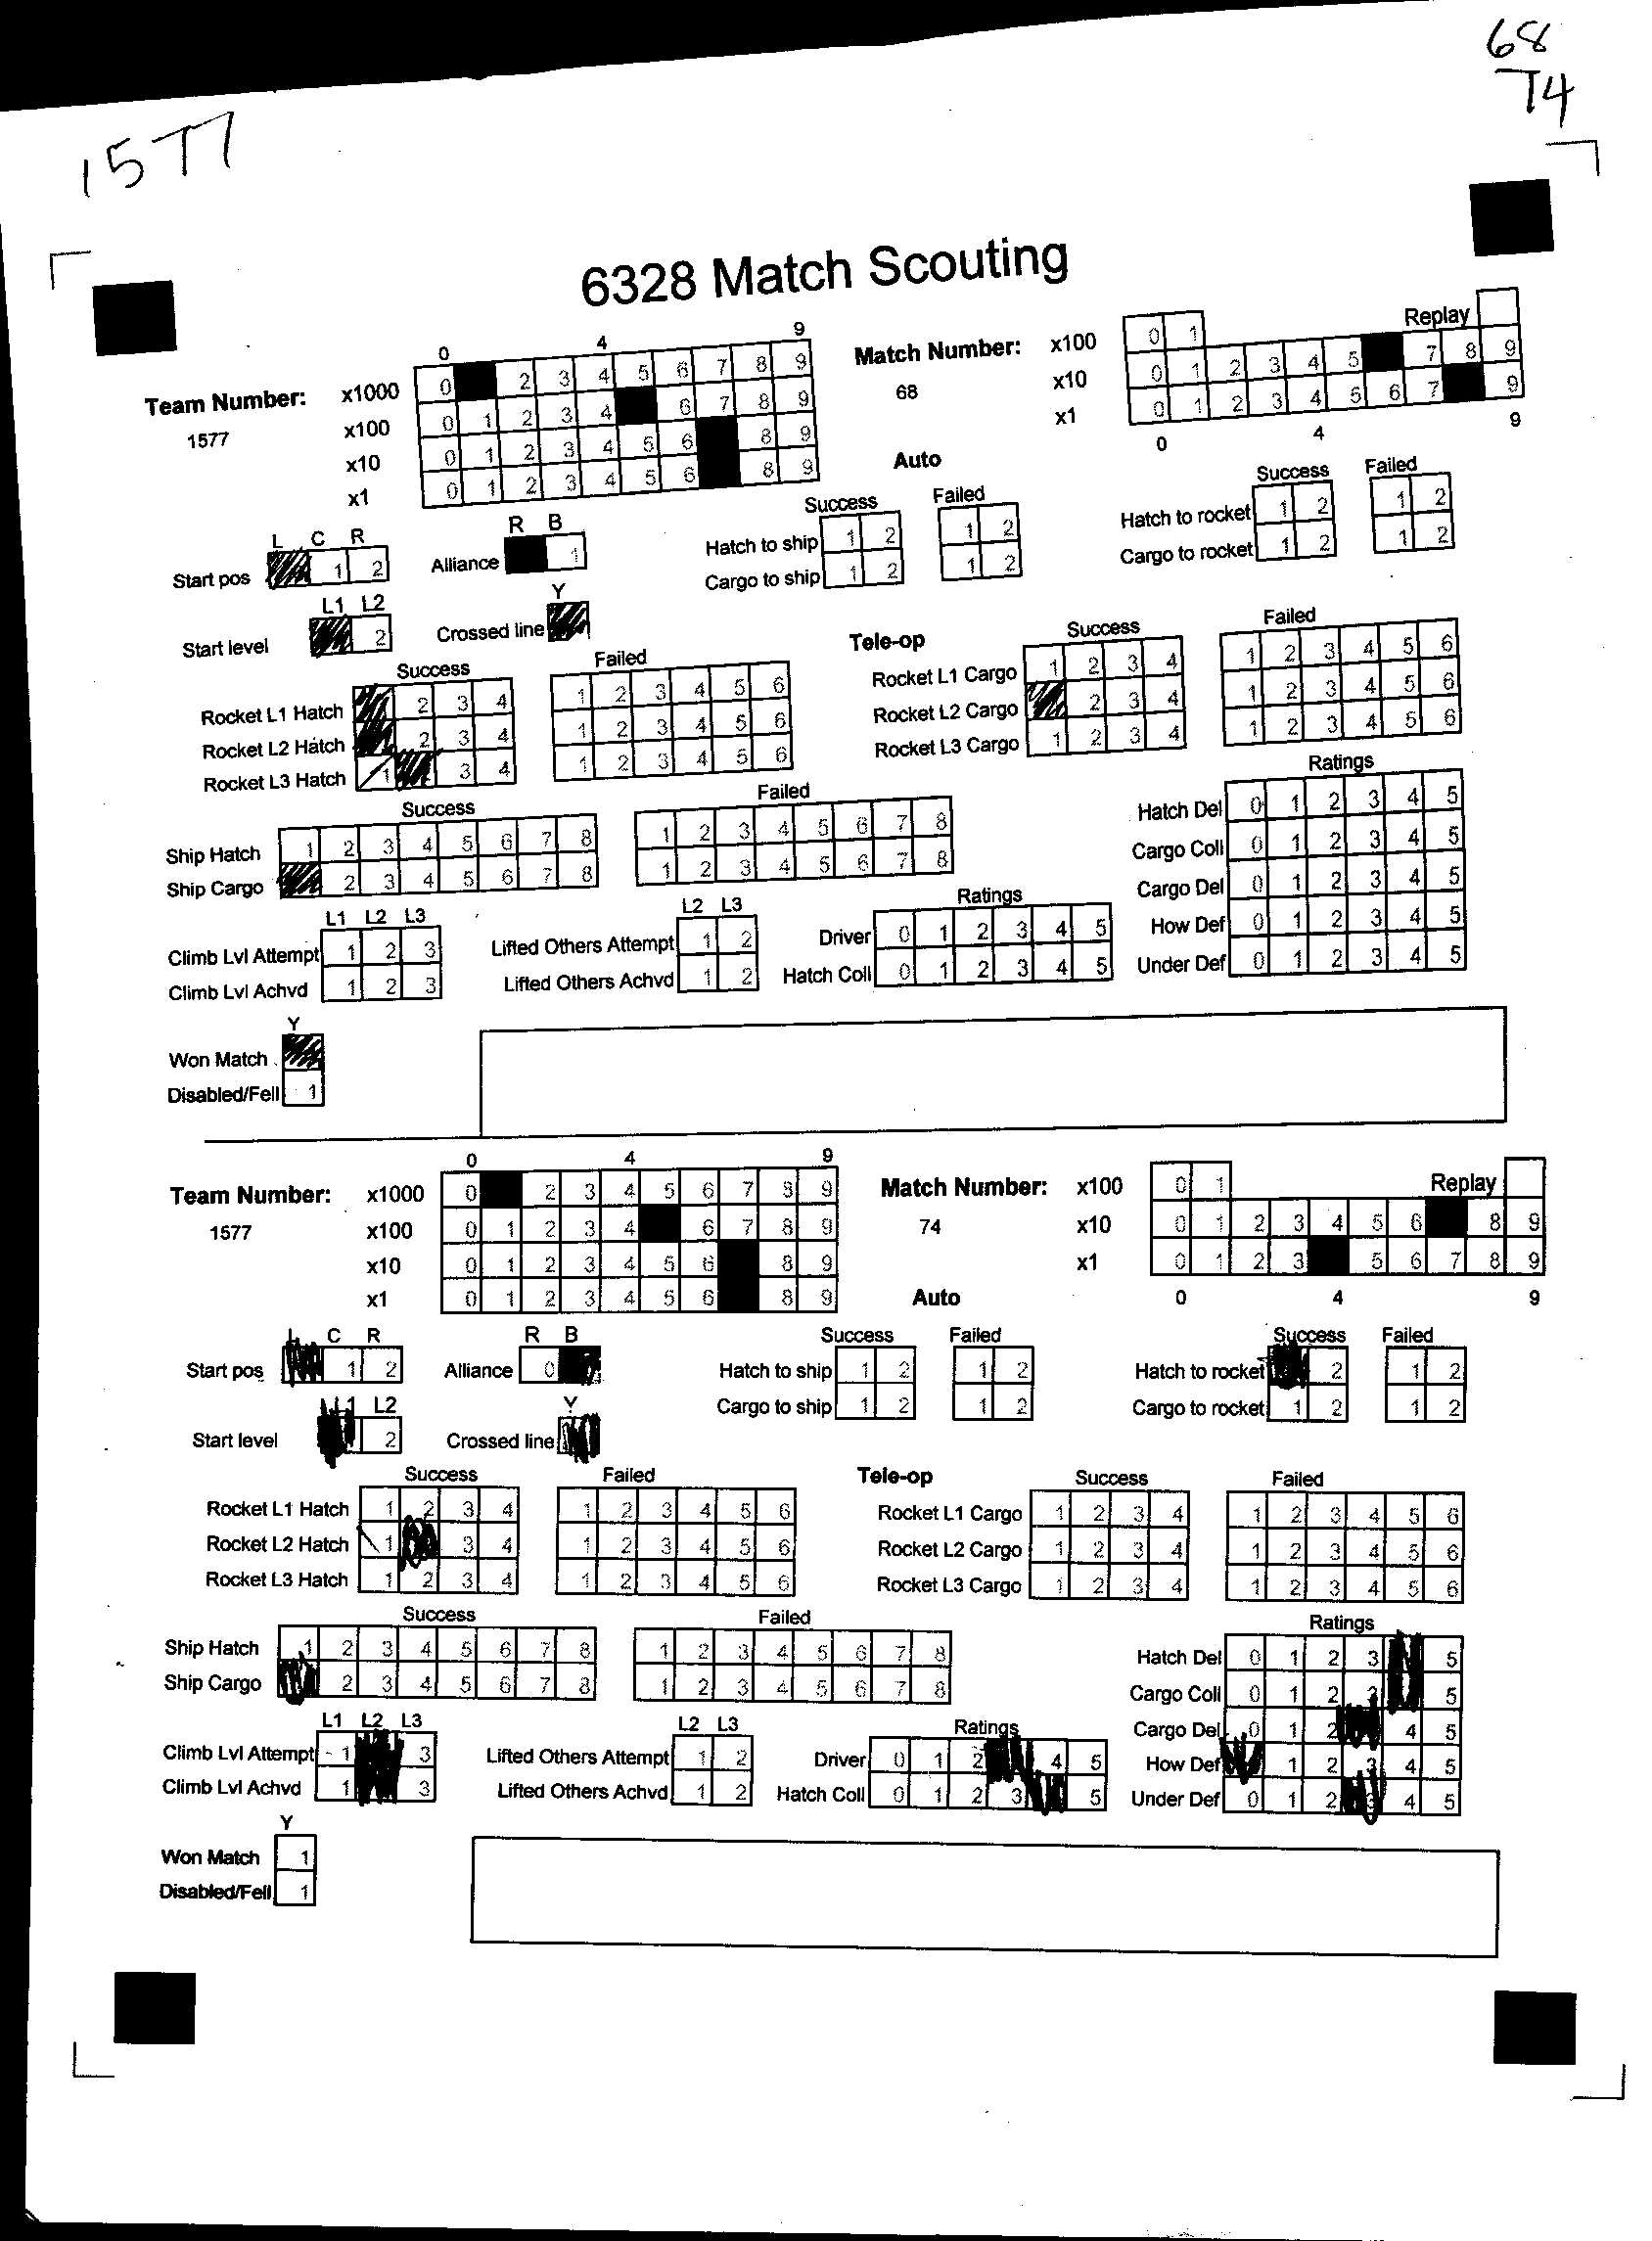 68
1577 74
6328 Match Scouting
0 4 9
Team Number: x1000 0 2 3 4 5 6 7 8 9 Match Number: x100 0 1 Replay
1577 x100 0 1 2 3 4 6 7 8 9 68 x10 0 1 2 3 4 5 7 8 9
x10 0 1 2 3 4 5 6 8 9 x1 0 1 2 3 4 5 6 7 9
x1 0 1 2 3 4 5 6 8 9 Auto 0 4 9
L C R R B Success Failed Success Failed
Start pos 1 2 Alliance 1 Hatch to ship 1 2 1 2 Hatch to rocket 1 2 1 2
Cargo to ship 1 2 1 2 Cargo to rocket 1 2 1 2
L1 L2 Y
Start level 2 Crossed line Tele-op Success Failed
Success Failed Rocket L1 Cargo 1 2 3 4 1 2 3 4 5 6
Rocket L1 Hatch 2 3 4 1 2 3 4 5 6 Rocket L2 Cargo 2 3 4 1 2 3 4 5 6
Rocket L2 Hatch 2 3 4 1 2 3 4 5 6 Rocket L3 Cargo 1 2 3 4 1 2 3 4 5 6
Rocket L3 Hatch 1 3 4 1 2 3 4 5 6 Ratings
Success Failed Hatch Del 0 1 2 3 4 5
Ship Hatch 1 2 3 4 5 6 7 8 1 2 3 4 5 6 7 8 Cargo Coll 0 1 2 3 4 5
Ship Cargo 2 3 4 5 6 7 8 1 2 3 4 5 6 7 8 Cargo Del 0 1 2 3 4 5
L1 L2 L3 L2 L3 Ratings How Def 0 1 2 3 4 5
Climb Lvl Attempt 1 2 3 Lifted Others Attempt 1 2 Driver 0 1 2 3 4 5 Under Def 0 1 2 3 4 5
Climb Lvl Achvd 1 2 3 Lifted Others Achvd 1 2 Hatch Coll 0 1 2 3 4 5
Y
Won Match
Disabled/Fell 1
0 4 9
Team Number: x1000 0 2 3 4 5 6 7 8 9 Match Number: x100 0 1 Replay
1577 x100 0 1 2 3 4 6 7 8 9 74 x10 0 1 2 3 4 5 6 8 9
x10 0 1 2 3 4 5 6 8 9 x1 0 1 2 3 5 6 7 8 9
x1 0 1 2 3 4 5 6 8 9 Auto 0 4 9
C R R B Success Failed Success Failed
Start pos 1 2 Alliance 0 Hatch to ship 1 2 1 2 Hatch to rocket 2 1 2
Cargo to ship 1 2 1 2 Cargo to rocket 1 2 1 2
L1 L2 Y
Start level 2 Crossed line
Success Failed Tele-op Success Failed
Rocket L1 Hatch 1 2 3 4 1 2 3 4 5 6 Rocket L1 Cargo 1 2 3 4 1 2 3 4 5 6
Rocket L2 Hatch 1 3 4 1 2 3 4 5 6 Rocket L2 Cargo 1 2 3 4 1 2 3 4 5 6
Rocket L3 Hatch 1 2 3 4 1 2 3 4 5 6 Rocket L3 Cargo 1 2 3 4 1 2 3 4 5 6
Success Failed Ratings
Ship Hatch 1 2 3 4 5 6 7 8 1 2 3 4 5 6 7 8 Hatch Del 0 1 2 3 5
Ship Cargo 2 3 4 5 6 7 8 1 2 3 4 5 6 7 8 Cargo Coll 0 1 2 3 5
L1 L2 L3 L2 L3 Ratings Cargo Del 0 1 2 4 5
Climb Lvl Attempt 1 3 Lifted Others Attempt 1 2 Driver 0 1 2 4 5 How Def 1 2 3 4 5
Climb Lvl Achvd 1 3 Lifted Others Achvd 1 2 Hatch Coll 0 1 2 3 5 Under Def 0 1 2 3 4 5
Y
Won Match 1
Disabled/Fell 1